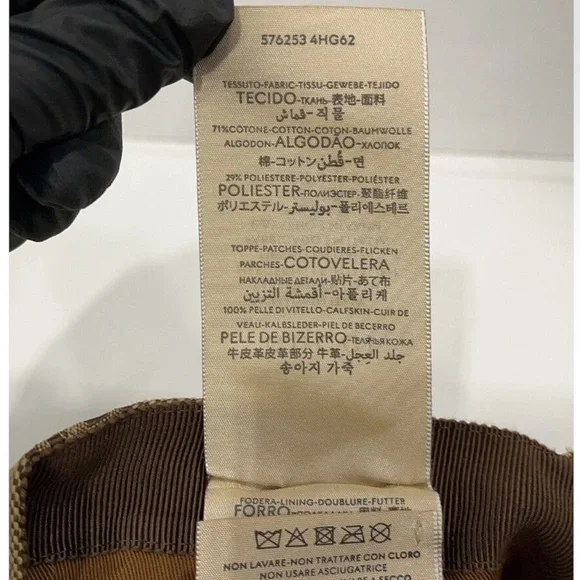 576253 4HG62
TESSUTO-FABRIC-TISSU-GEWEBE-TEJIDO
TECIDO-ТКАНЬ-表地-面料
قماش-직물
71%COTONE-COTTON-COTON-BAUMWOLLE
ALGODON-ALGODÃO-ХЛОПОК
棉-コットン-قُطن-면
29% POLIESTERE-POLYESTER-POLIÉSTER
POLIESTER-ПОЛИЭСТЕР-聚酯纤维
ポリエステル-بوليستر-폴리에스테르
TOPPE-PATCHES-COUDIERES-FLICKEN
PARCHES-COTOVELERA
НАКЛАДНЫЕ ДЕТАЛИ-贴片-あて布
أقمشة التزيين-아플리케
100% PELLE DI VITELLO-CALFSKIN-CUIR DE
VEAU-KALBSLEDER-PIEL DE BECERRO
PELE DE BIZERRO-ТЕЛЯЧЬЯ КОЖА
牛皮革皮革部分 牛革-جلد العِجل
송아지 가죽
FODERA-LINING-DOUBLURE-FUTTER
FORRO
NON LAVARE-NON TRATTARE CON CLORO
NON USARE ASCIUGATRICE